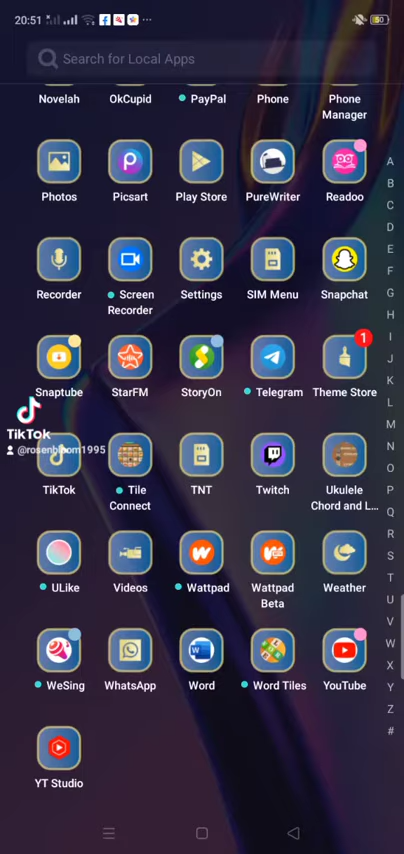 20:51
50
Search for Local Apps
Novelah
OkCupid
PayPal
Phone
Phone Manager
Photos
Picsart
Play Store
PureWriter
Readoo
Recorder
Screen Recorder
Settings
SIM Menu
Snapchat
1
Snaptube
StarFM
StoryOn
Telegram
Theme Store
TikTok
@rosenbloom1995
TikTok
Tile Connect
TNT
Twitch
Ukulele Chord and L...
ULike
Videos
Wattpad
Wattpad Beta
Weather
WeSing
WhatsApp
Word
Word Tiles
YouTube
YT Studio
A
B
C
D
E
F
G
H
I
J
K
L
M
N
O
P
Q
R
S
T
U
V
W
X
Y
Z
#